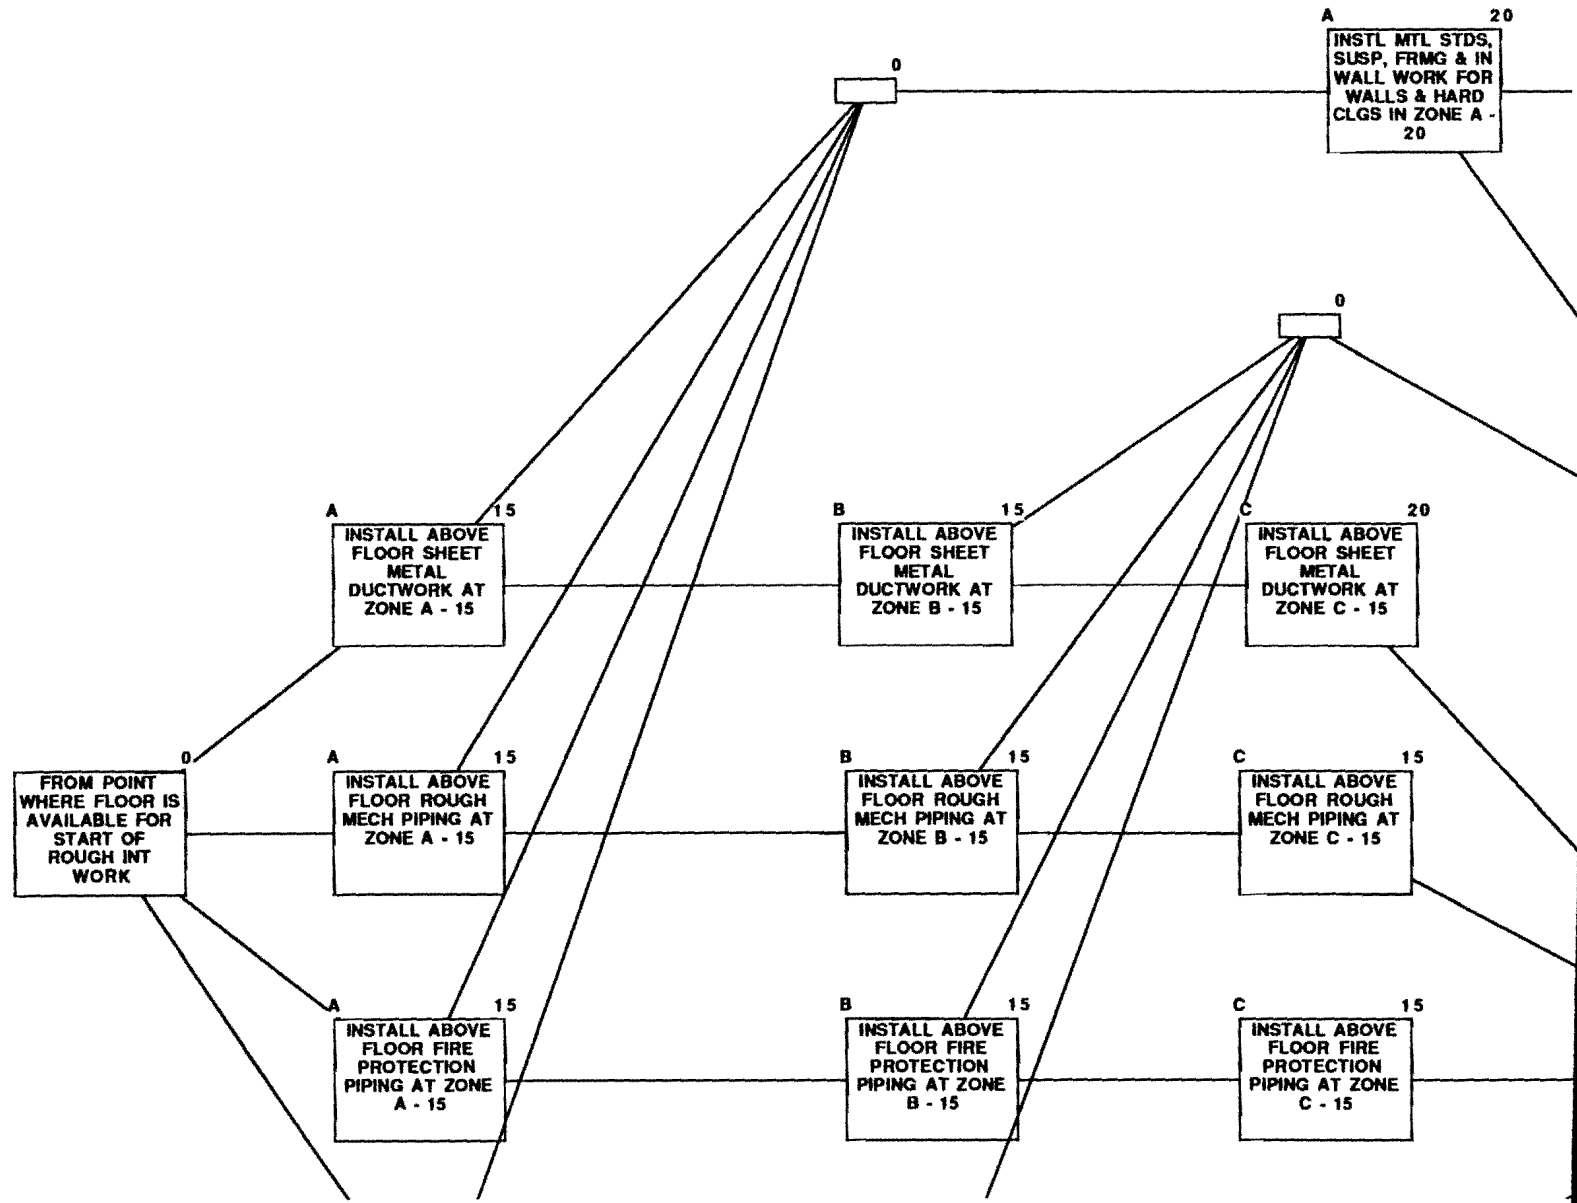 A 20
INSTL MTL STDS,
SUSP, FRMG & IN
WALL WORK FOR
WALLS & HARD
CLGS IN ZONE A -
20
0
0
A 15
INSTALL ABOVE
FLOOR SHEET
METAL
DUCTWORK AT
ZONE A - 15
B 15
INSTALL ABOVE
FLOOR SHEET
METAL
DUCTWORK AT
ZONE B - 15
C 20
INSTALL ABOVE
FLOOR SHEET
METAL
DUCTWORK AT
ZONE C - 15
0
FROM POINT
WHERE FLOOR IS
AVAILABLE FOR
START OF
ROUGH INT
WORK
A 15
INSTALL ABOVE
FLOOR ROUGH
MECH PIPING AT
ZONE A - 15
B 15
INSTALL ABOVE
FLOOR ROUGH
MECH PIPING AT
ZONE B - 15
C 15
INSTALL ABOVE
FLOOR ROUGH
MECH PIPING AT
ZONE C - 15
A 15
INSTALL ABOVE
FLOOR FIRE
PROTECTION
PIPING AT ZONE
A - 15
B 15
INSTALL ABOVE
FLOOR FIRE
PROTECTION
PIPING AT ZONE
B - 15
C 15
INSTALL ABOVE
FLOOR FIRE
PROTECTION
PIPING AT ZONE
C - 15